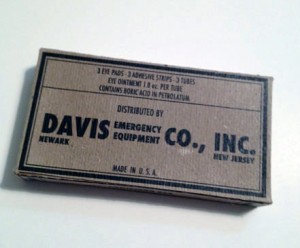 3 EYE PADS - 3 ADHESIVE STRIPS - 3 TUBES
EYE OINTMENT 1.8 oz. PER TUBE
CONTAINS BORIC ACID IN PETROLATUM
DISTRIBUTED BY
DAVIS EMERGENCY EQUIPMENT CO., INC.
NEWARK NEW JERSEY
MADE IN U.S.A.